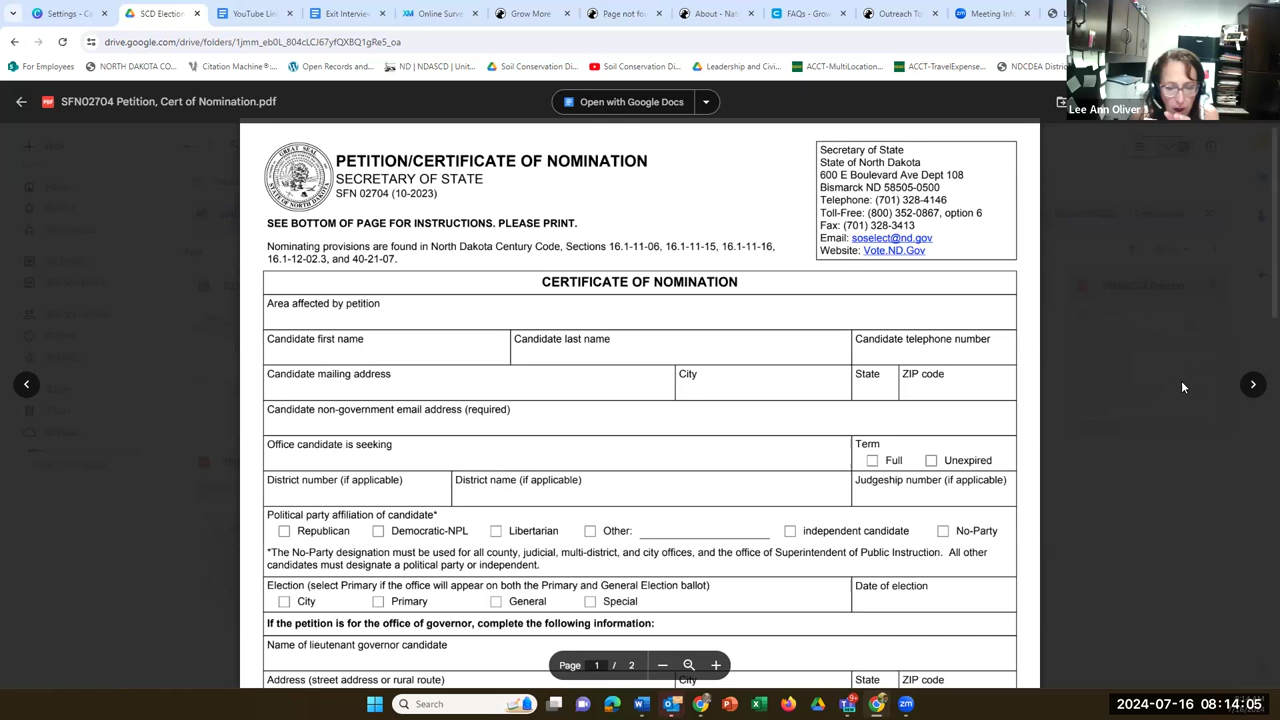 Settings - Ca
SCD Election
YouTube Link
Exit Interview
Online Surve
Grow More
Page not fo
About - Nati
FAQs - Grow
Outreach To
Meeting Info
drive.google.com/drive/folders/1jmm_eb0L_804cLCJ67yfQXBQ1gRe5_oa
For Employees
NORTH DAKOTA CO...
Citation Machine®:...
Open Records and...
ND | NDASCD | Unit...
Soil Conservation Di...
Soil Conservation Di...
Leadership and Civi...
ACCT-MultiLocation...
ACCT-TravelExpense...
NDCDEA Distri
SFN02704 Petition, Cert of Nomination.pdf
Open with Google Docs
Lee Ann Oliver
PETITION/CERTIFICATE OF NOMINATION
SECRETARY OF STATE
SFN 02704 (10-2023)
SEE BOTTOM OF PAGE FOR INSTRUCTIONS. PLEASE PRINT.
Nominating provisions are found in North Dakota Century Code, Sections 16.1-11-06, 16.1-11-15, 16.1-11-16,
16.1-12-02.3, and 40-21-07.
Secretary of State
State of North Dakota
600 E Boulevard Ave Dept 108
Bismarck ND 58505-0500
Telephone: (701) 328-4146
Toll-Free: (800) 352-0867, option 6
Fax: (701) 328-3413
Email: soselect@nd.gov
Website: Vote.ND.Gov
CERTIFICATE OF NOMINATION
Area affected by petition
Candidate first name
Candidate last name
Candidate telephone number
Candidate mailing address
City
State
ZIP code
Candidate non-government email address (required)
Office candidate is seeking
Term
Full
Unexpired
District number (if applicable)
District name (if applicable)
Judgeship number (if applicable)
Political party affiliation of candidate*
Republican
Democratic-NPL
Libertarian
Other:
independent candidate
No-Party
*The No-Party designation must be used for all county, judicial, multi-district, and city offices, and the office of Superintendent of Public Instruction. All other
candidates must designate a political party or independent.
Election (select Primary if the office will appear on both the Primary and General Election ballot)
City
Primary
General
Special
Date of election
If the petition is for the office of governor, complete the following information:
Name of lieutenant governor candidate
Address (street address or rural route)
City
State
ZIP code
Page 1 / 2
Search
2024-07-16 08:14:05